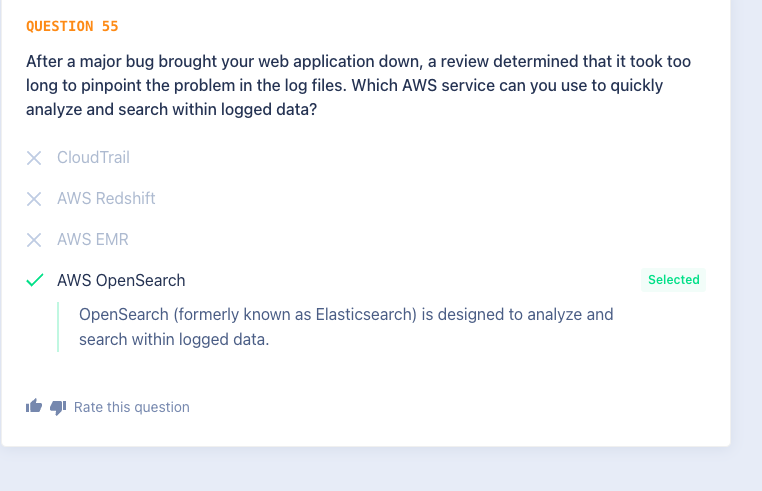 QUESTION 55
After a major bug brought your web application down, a review determined that it took too
long to pinpoint the problem in the log files. Which AWS service can you use to quickly
analyze and search within logged data?
CloudTrail
AWS Redshift
AWS EMR
AWS OpenSearch
Selected
OpenSearch (formerly known as Elasticsearch) is designed to analyze and
search within logged data.
Rate this question